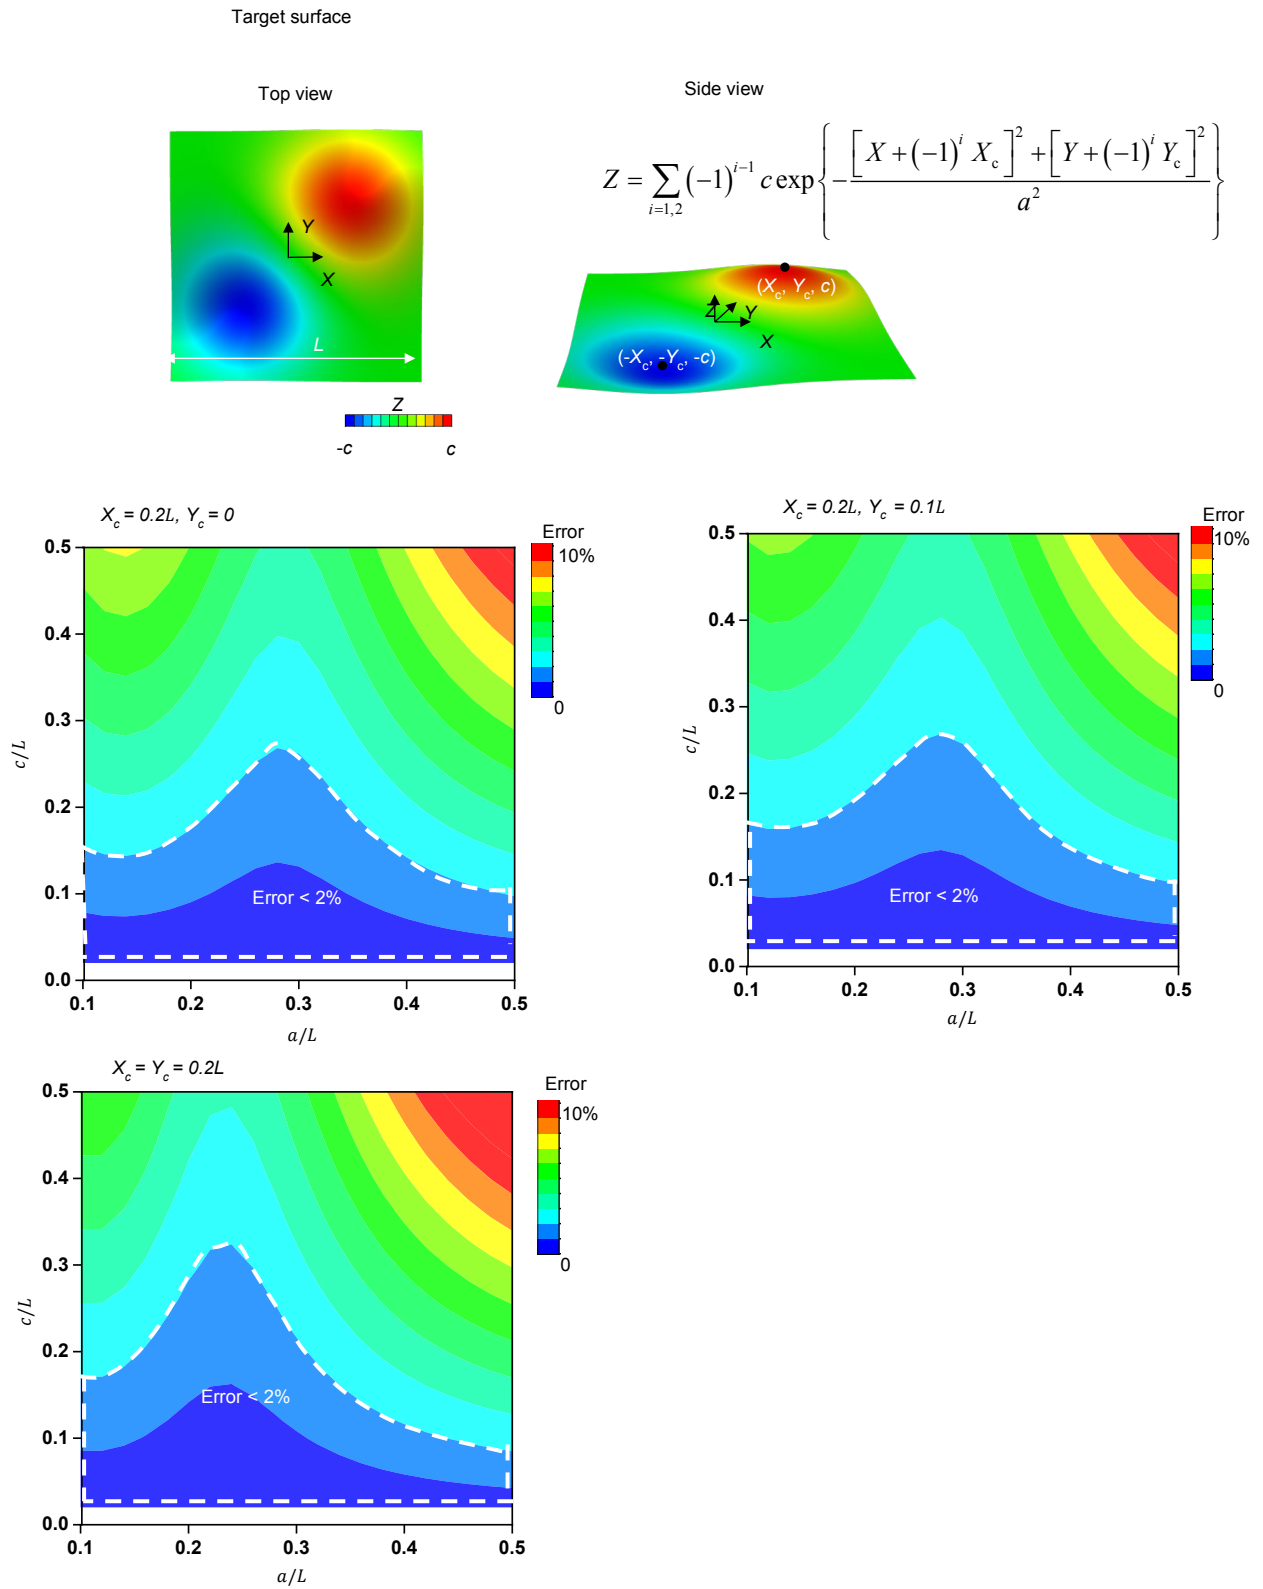 Target surface
Top view
Side view
Z = ∑_{i=1,2} (-1)^{i-1} c exp{ -([X + (-1)^i X_c]^2 + [Y + (-1)^i Y_c]^2) / a^2 }
Y
X
L
Z
-c c
(X_c, Y_c, c)
Z Y
X
(-X_c, -Y_c, -c)
X_c = 0.2L, Y_c = 0
Error
10%
0
0.5
0.4
0.3
0.2
0.1
0.0
c/L
Error < 2%
0.1 0.2 0.3 0.4 0.5
a/L
X_c = 0.2L, Y_c = 0.1L
Error
10%
0
0.5
0.4
0.3
0.2
0.1
0.0
c/L
Error < 2%
0.1 0.2 0.3 0.4 0.5
a/L
X_c = Y_c = 0.2L
Error
10%
0
0.5
0.4
0.3
0.2
0.1
0.0
c/L
Error < 2%
0.1 0.2 0.3 0.4 0.5
a/L